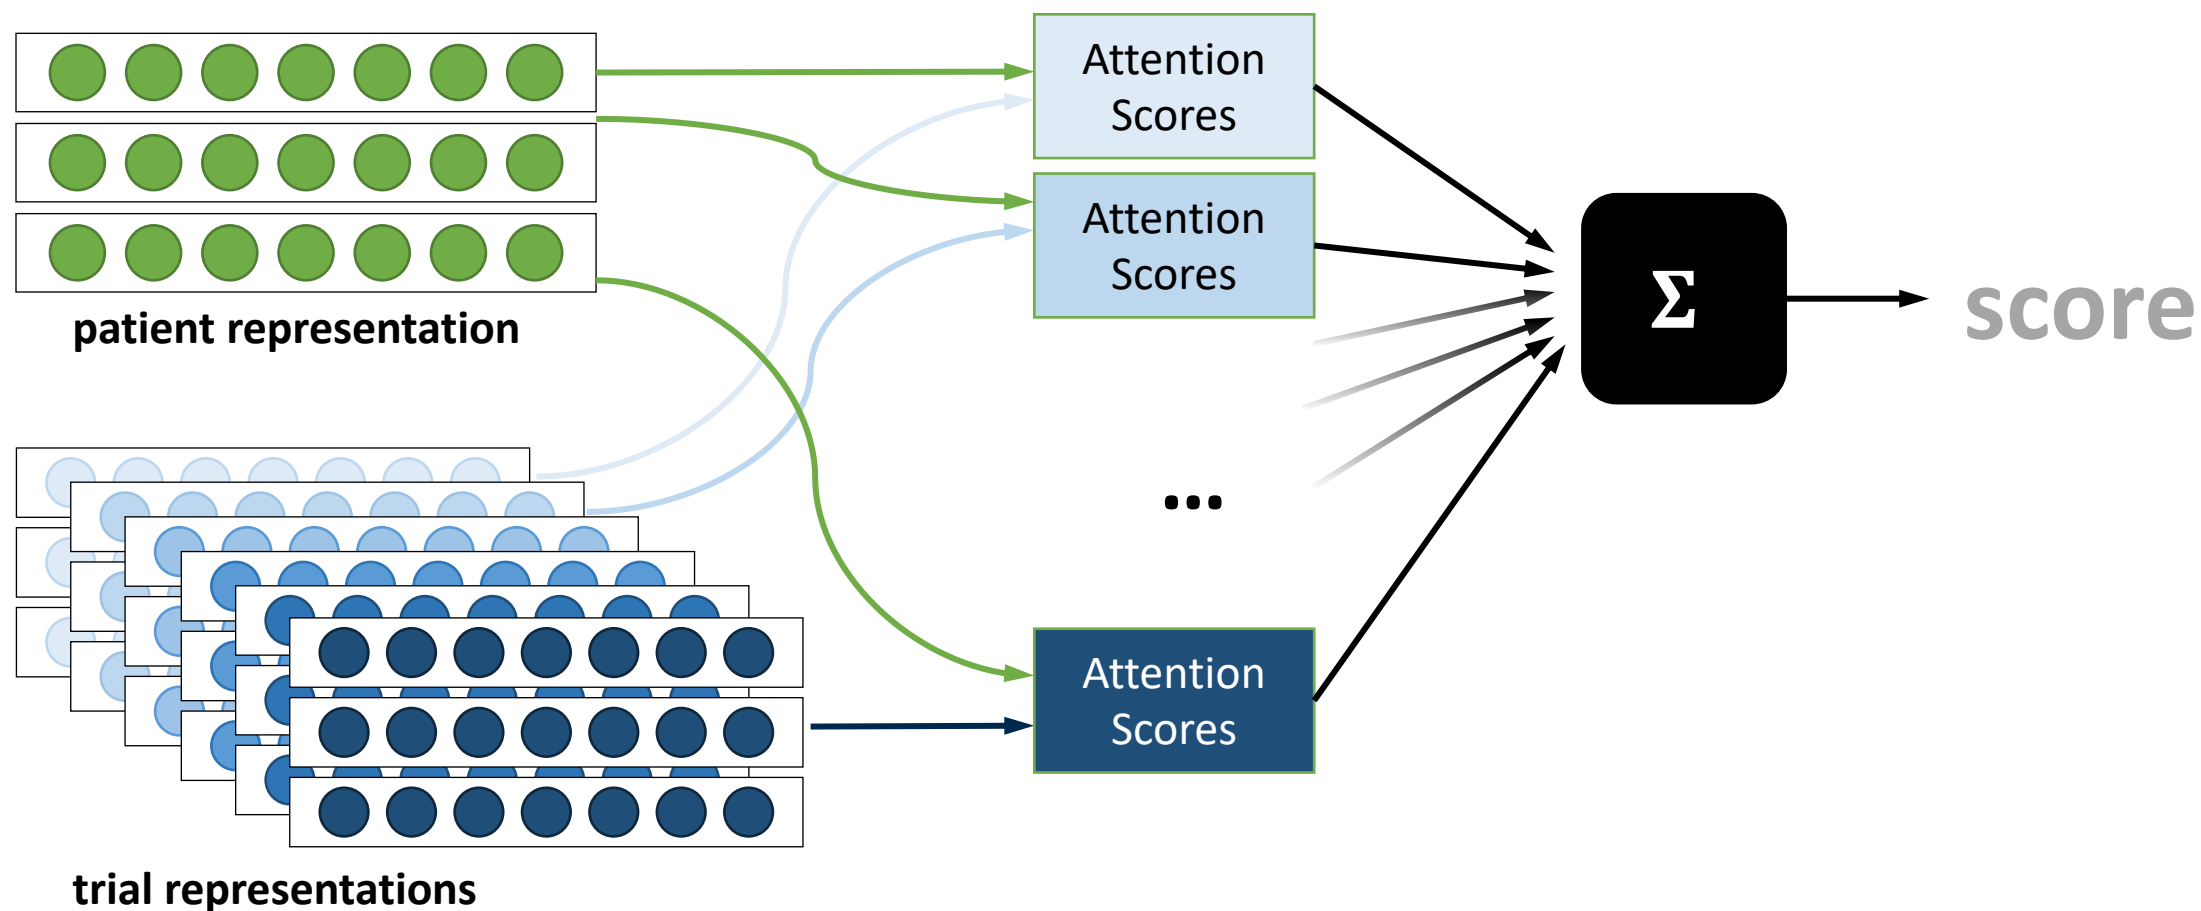 Attention
Scores
Attention
Scores
patient representation
Σ
score
...
Attention
Scores
trial representations